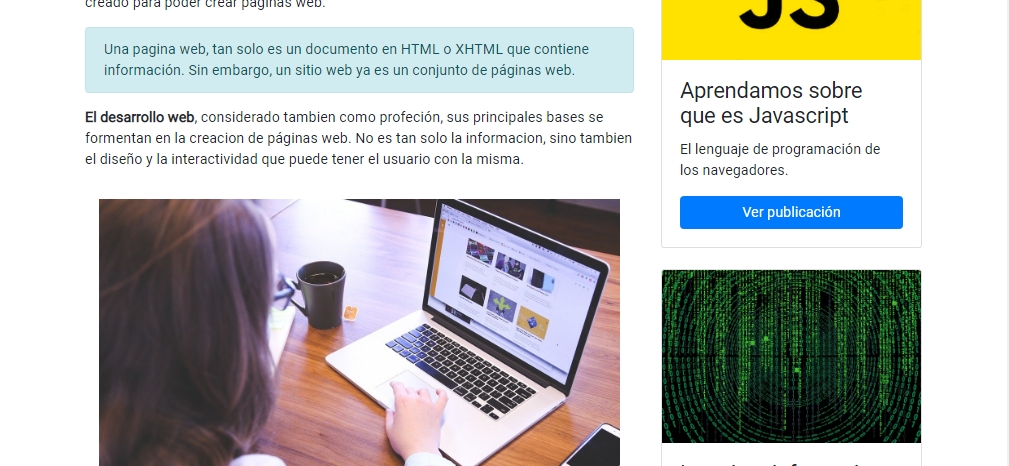 creado para poder crear páginas web.
Una pagina web, tan solo es un documento en HTML o XHTML que contiene
información. Sin embargo, un sitio web ya es un conjunto de páginas web.
El desarrollo web, considerado tambien como profeción, sus principales bases se
formentan en la creacion de páginas web. No es tan solo la informacion, sino tambien
el diseño y la interactividad que puede tener el usuario con la misma.
JS
Aprendamos sobre
que es Javascript
El lenguaje de programación de
los navegadores.
Ver publicación